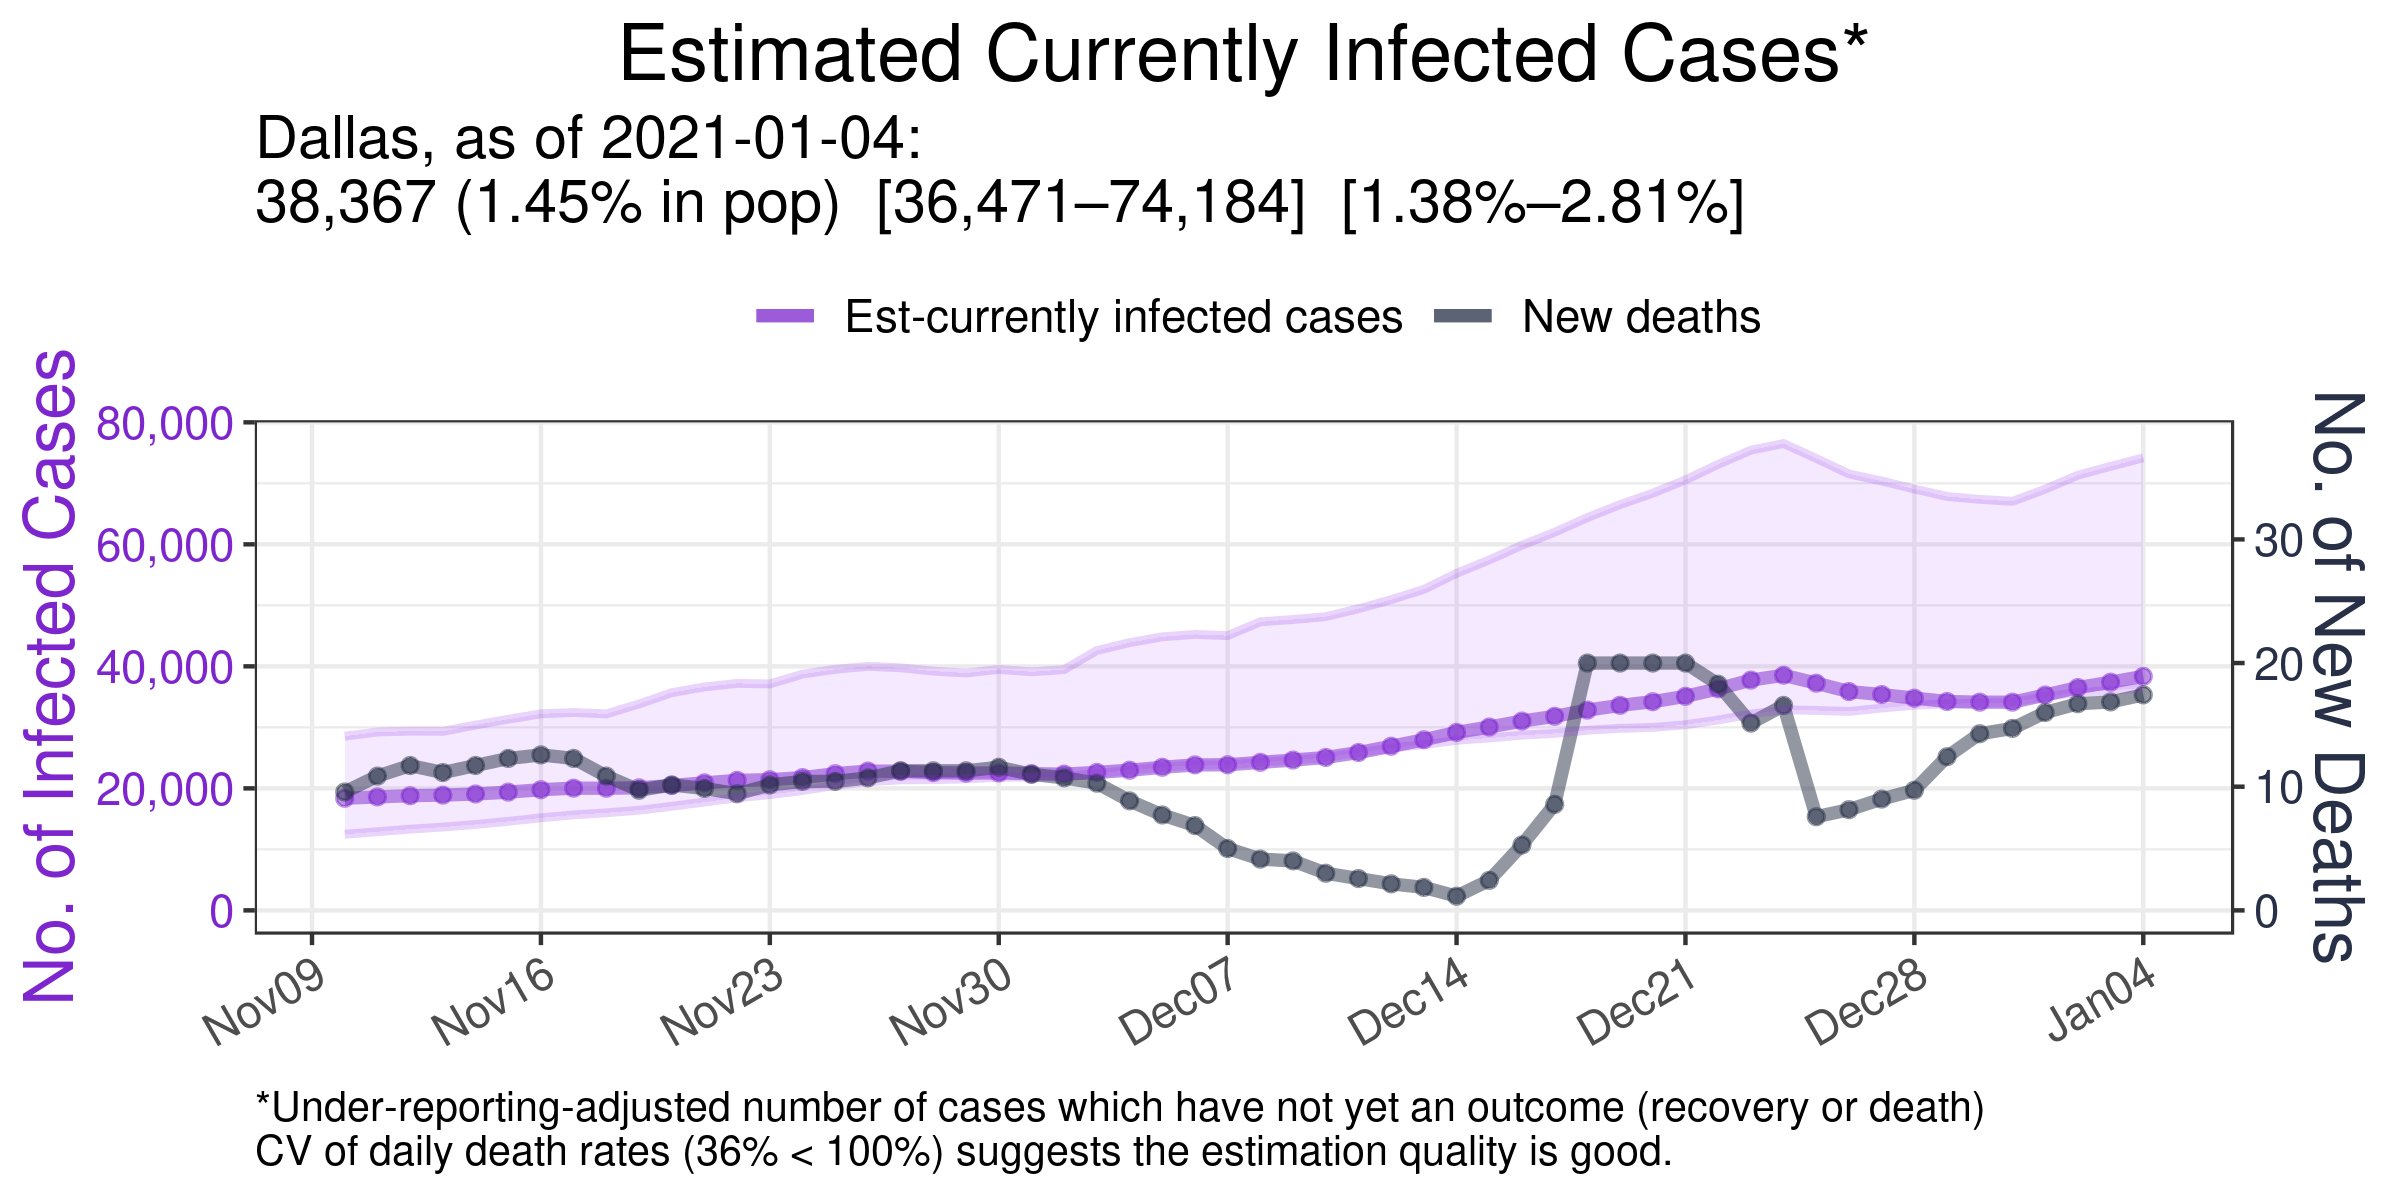 Estimated Currently Infected Cases*
Dallas, as of 2021-01-04:
38,367 (1.45% in pop) [36,471–74,184] [1.38%–2.81%]
Est-currently infected cases New deaths
No. of Infected Cases
80,000
60,000
40,000
20,000
0
No. of New Deaths
30
20
10
0
Nov09 Nov16 Nov23 Nov30 Dec07 Dec14 Dec21 Dec28 Jan04
*Under-reporting-adjusted number of cases which have not yet an outcome (recovery or death)
CV of daily death rates (36% < 100%) suggests the estimation quality is good.